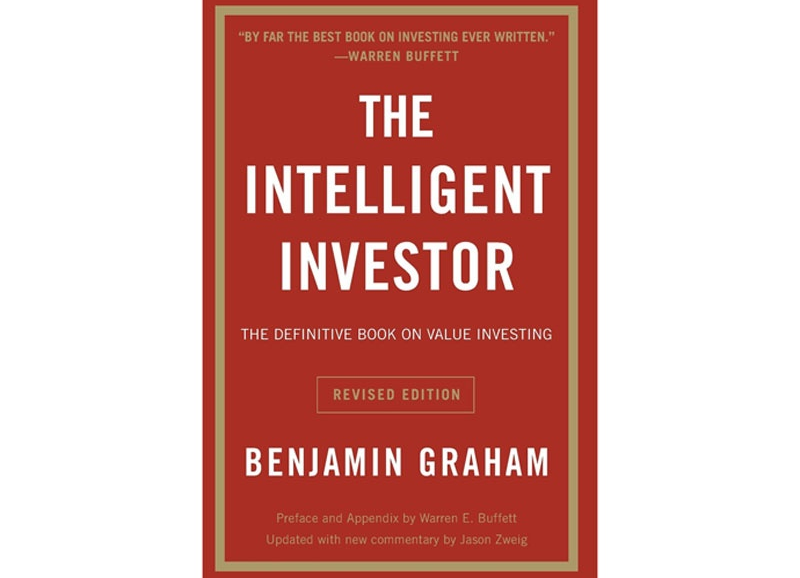 “BY FAR THE BEST BOOK ON INVESTING EVER WRITTEN.”
—WARREN BUFFETT
THE
INTELLIGENT
INVESTOR
THE DEFINITIVE BOOK ON VALUE INVESTING
REVISED EDITION
BENJAMIN GRAHAM
Preface and Appendix by Warren E. Buffett
Updated with new commentary by Jason Zweig